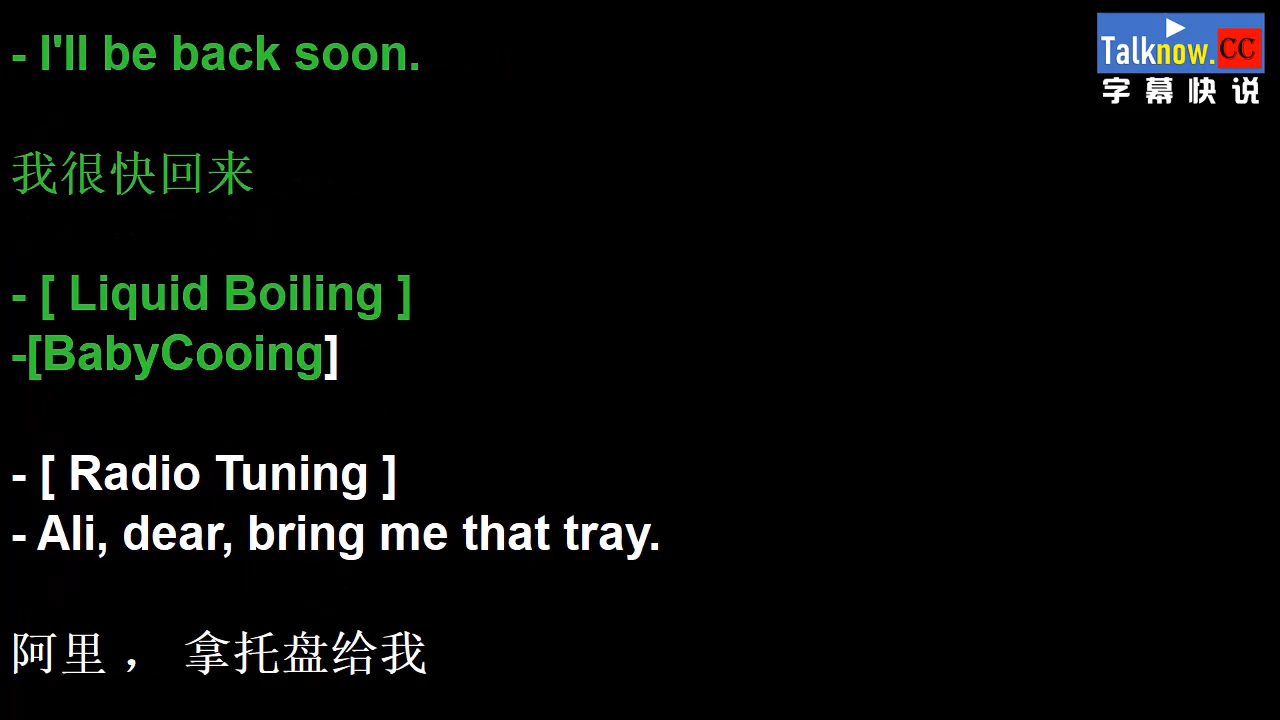 - I'll be back soon.
Talknow.CC
字幕快说
我很快回来
- [ Liquid Boiling ]
-[BabyCooing]
- [ Radio Tuning ]
- Ali, dear, bring me that tray.
阿里， 拿托盘给我